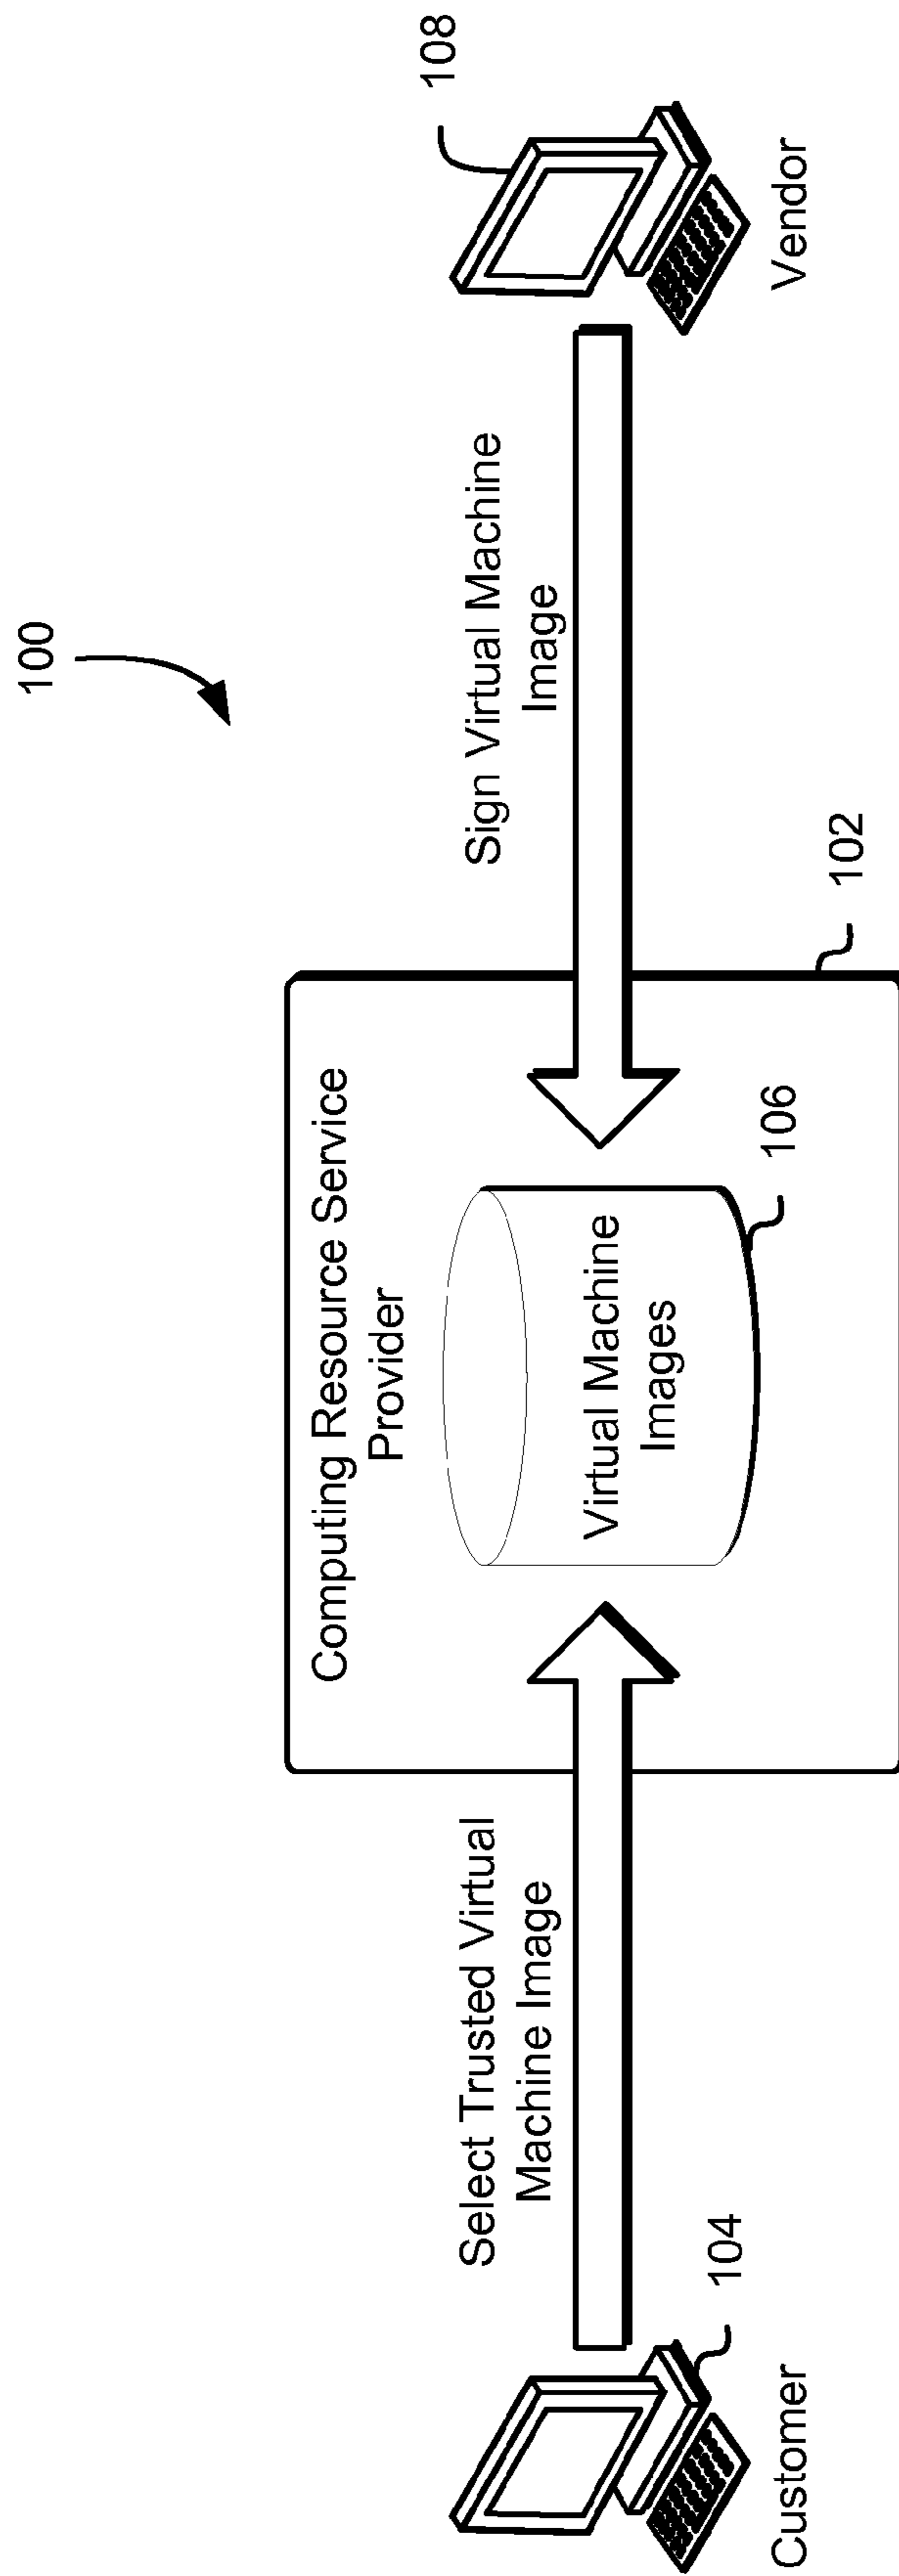 100
Computing Resource Service
Provider
Select Trusted Virtual
Machine Image
Sign Virtual Machine
Image
108
Virtual Machine
Images
104
Customer
106
102
Vendor